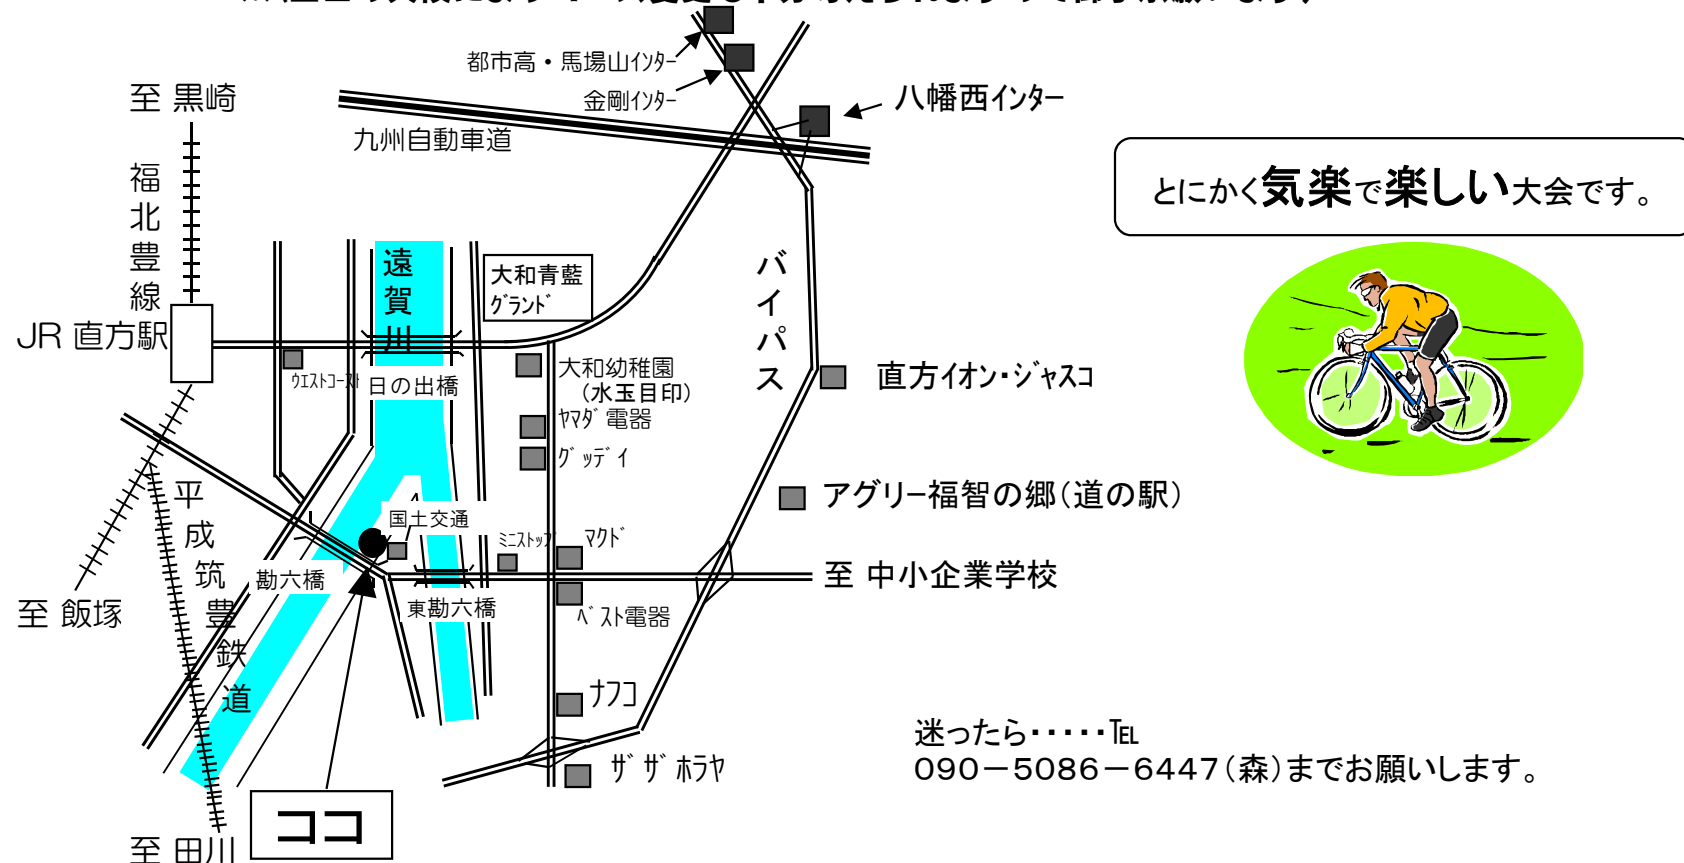 都市高・馬場山ｲﾝﾀｰ
金剛ｲﾝﾀｰ
八幡西インター
至 黒崎
九州自動車道
福北豊線
とにかく気楽で楽しい大会です。
遠賀川
大和青藍
ｸﾞﾗﾝﾄﾞ
バイパス
JR 直方駅
ｳｴｽﾄｺｰｽﾄ
日の出橋
大和幼稚園
（水玉目印）
ﾔﾏﾀﾞ電器
ｸﾞｯﾃﾞｲ
直方イオン・ジャスコ
アグリー福智の郷（道の駅）
平成筑豊鉄道
国土交通
ﾐﾆｽﾄｯﾌﾟ
ﾏｸﾄﾞ
至 中小企業学校
勘六橋
東勘六橋
ﾍﾞｽﾄ電器
至 飯塚
ﾅﾌｺ
ｻﾞｻﾞﾎﾗﾔ
迷ったら・・・・・℡
０９０－５０８６－６４４７（森）までお願いします。
ココ
至 田川